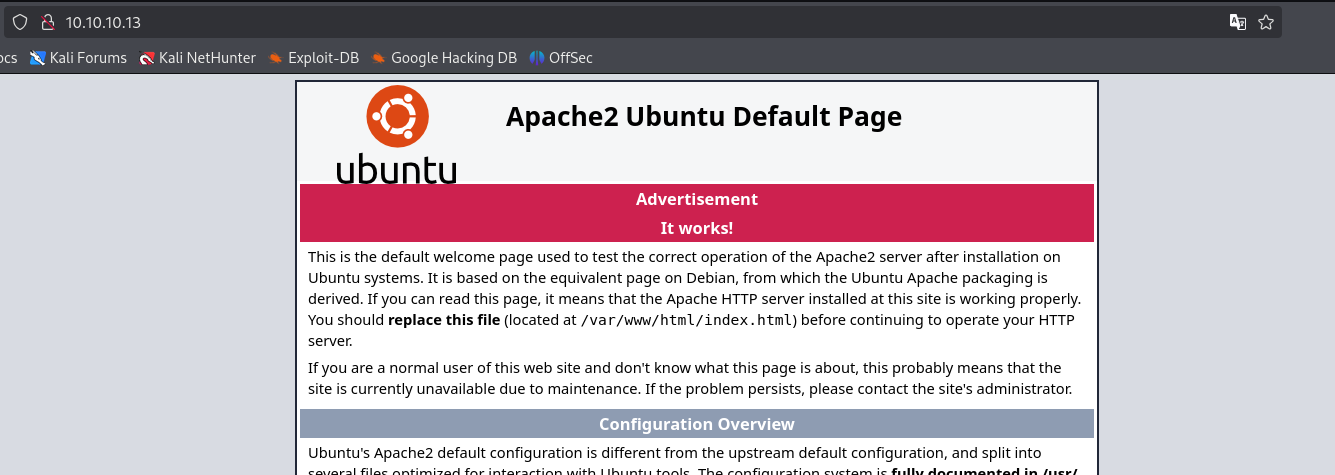 10.10.10.13
ocs Kali Forums Kali NetHunter Exploit-DB Google Hacking DB OffSec
ubuntu
Apache2 Ubuntu Default Page
Advertisement
It works!
This is the default welcome page used to test the correct operation of the Apache2 server after installation on
Ubuntu systems. It is based on the equivalent page on Debian, from which the Ubuntu Apache packaging is
derived. If you can read this page, it means that the Apache HTTP server installed at this site is working properly.
You should replace this file (located at /var/www/html/index.html) before continuing to operate your HTTP
server.
If you are a normal user of this web site and don't know what this page is about, this probably means that the
site is currently unavailable due to maintenance. If the problem persists, please contact the site's administrator.
Configuration Overview
Ubuntu's Apache2 default configuration is different from the upstream default configuration, and split into
several files optimized for interaction with Ubuntu tools. The configuration system is fully documented in /usr/